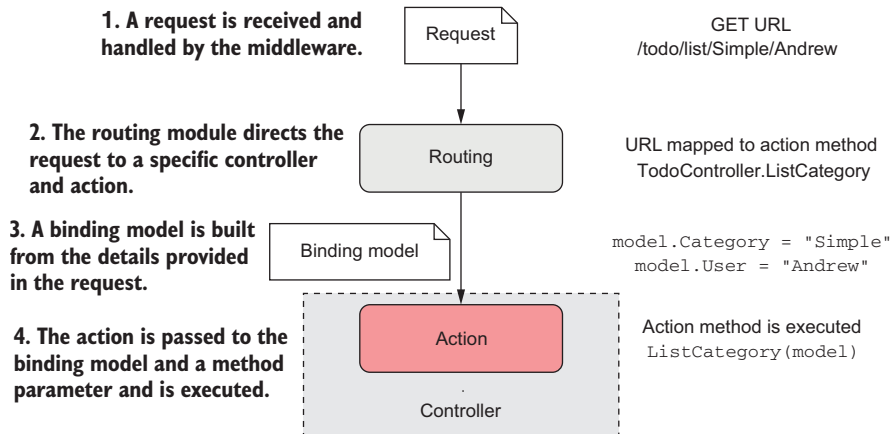 1. A request is received and
handled by the middleware.
Request
GET URL
/todo/list/Simple/Andrew
2. The routing module directs the
request to a specific controller
and action.
Routing
URL mapped to action method
TodoController.ListCategory
3. A binding model is built
from the details provided
in the request.
Binding model
model.Category = "Simple"
model.User = "Andrew"
4. The action is passed to the
binding model and a method
parameter and is executed.
Action
Action method is executed
ListCategory(model)
.
Controller